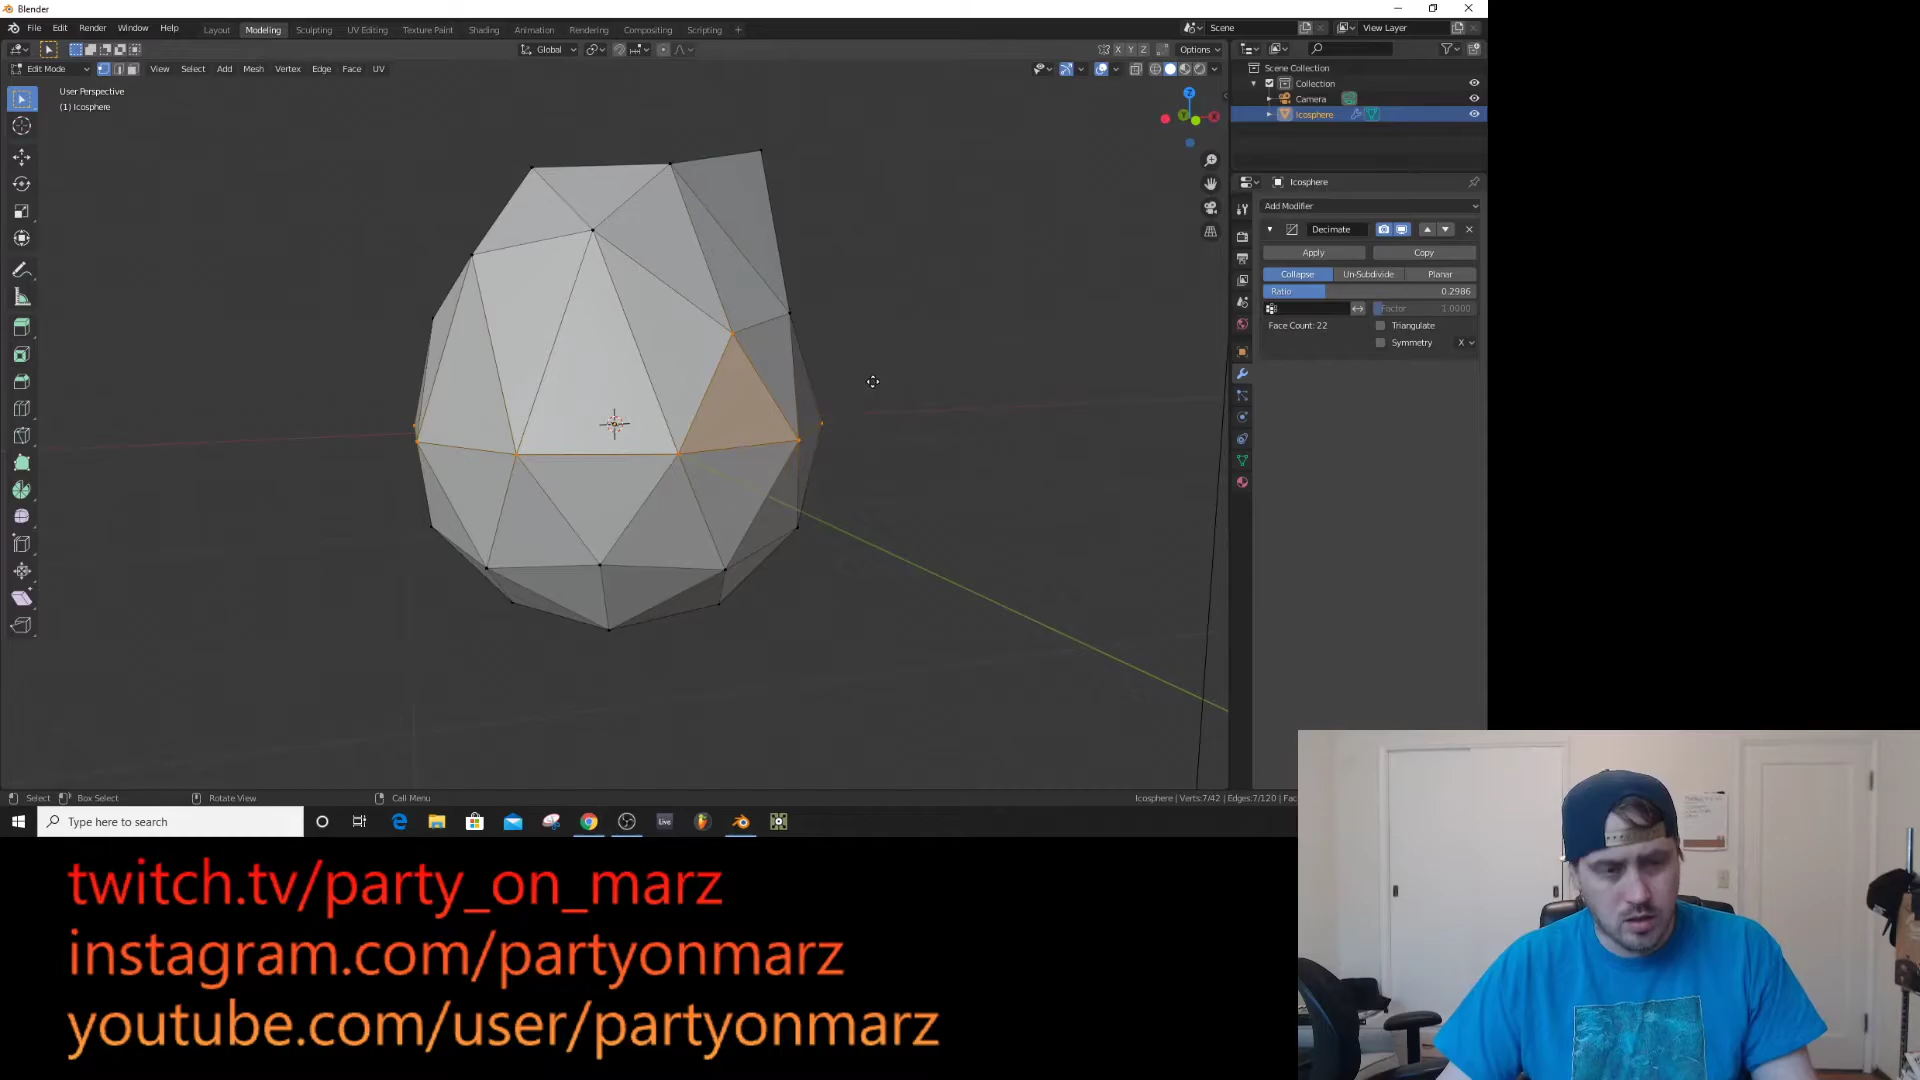 Blender
File Edit Render Window Help Layout Modeling Sculpting UV Editing Texture Paint Shading Animation Rendering Compositing Scripting + Scene View Layer
Global X Y Z Options
Edit Mode View Select Add Mesh Vertex Edge Face UV
Scene Collection
Collection
Camera
Icosphere
User Perspective
(1) Icosphere
Z
Icosphere
Add Modifier
Decimate
Apply Copy
Collapse Un-Subdivide Planar
Ratio 0.2986
Factor 1.0000
Face Count: 22 Triangulate
Symmetry X
Select Box Select Rotate View Call Menu Icosphere | Verts:7/42 | Edges:7/120 | Fac
Type here to search Live
twitch.tv/party_on_marz
instagram.com/partyonmarz
youtube.com/user/partyonmarz